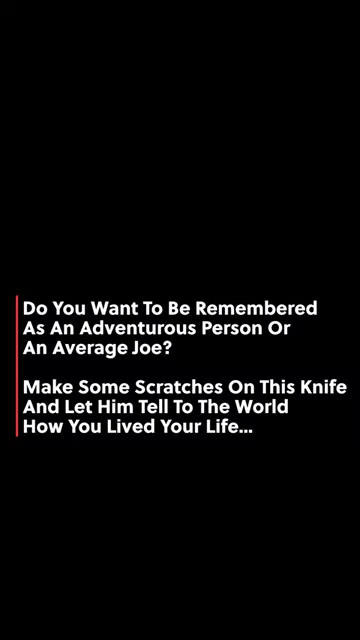 Do You Want To Be Remembered
As An Adventurous Person Or
An Average Joe?
Make Some Scratches On This Knife
And Let Him Tell To The World
How You Lived Your Life...